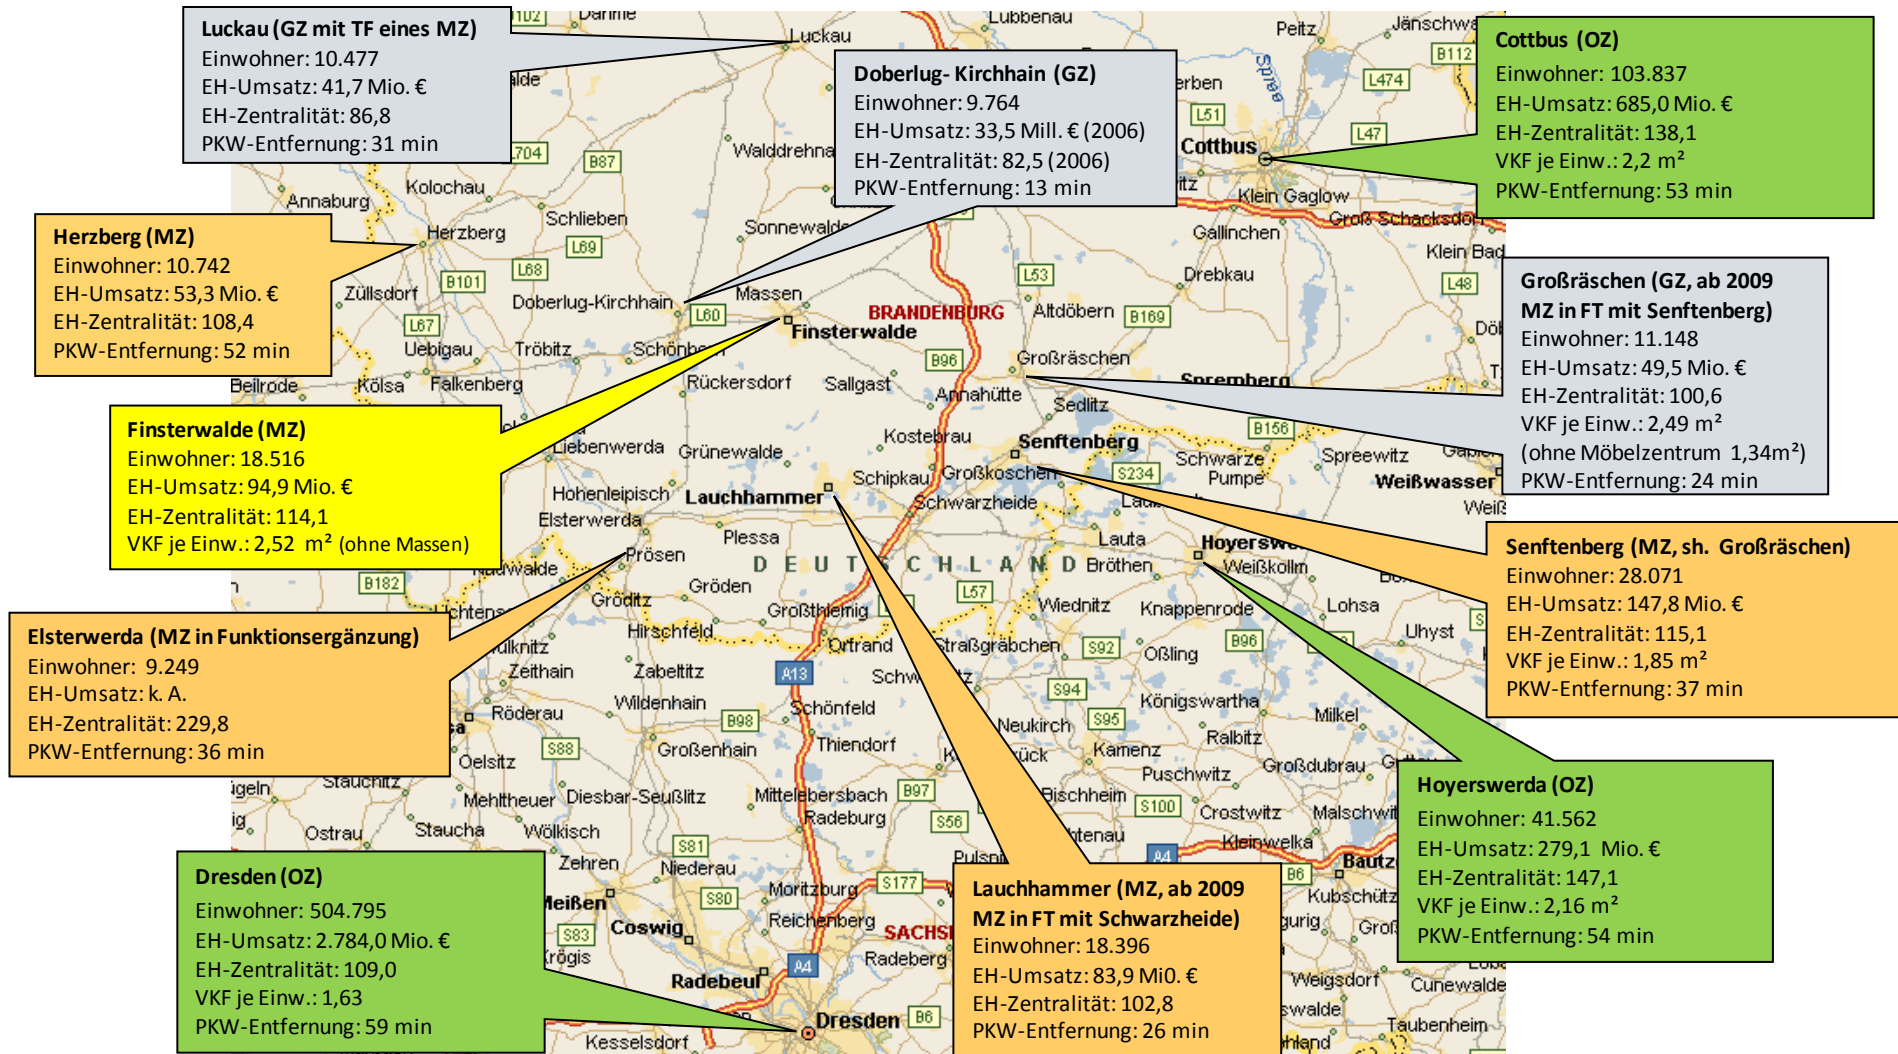 Luckau (GZ mit TF eines MZ)
Einwohner: 10.477
EH-Umsatz: 41,7 Mio. €
EH-Zentralität: 86,8
PKW-Entfernung: 31 min
Doberlug- Kirchhain (GZ)
Einwohner: 9.764
EH-Umsatz: 33,5 Mill. € (2006)
EH-Zentralität: 82,5 (2006)
PKW-Entfernung: 13 min
Cottbus (OZ)
Einwohner: 103.837
EH-Umsatz: 685,0 Mio. €
EH-Zentralität: 138,1
VKF je Einw.: 2,2 m²
PKW-Entfernung: 53 min
Herzberg (MZ)
Einwohner: 10.742
EH-Umsatz: 53,3 Mio. €
EH-Zentralität: 108,4
PKW-Entfernung: 52 min
Großräschen (GZ, ab 2009
MZ in FT mit Senftenberg)
Einwohner: 11.148
EH-Umsatz: 49,5 Mio. €
EH-Zentralität: 100,6
VKF je Einw.: 2,49 m²
(ohne Möbelzentrum 1,34m²)
PKW-Entfernung: 24 min
Finsterwalde (MZ)
Einwohner: 18.516
EH-Umsatz: 94,9 Mio. €
EH-Zentralität: 114,1
VKF je Einw.: 2,52 m² (ohne Massen)
Senftenberg (MZ, sh. Großräschen)
Einwohner: 28.071
EH-Umsatz: 147,8 Mio. €
EH-Zentralität: 115,1
VKF je Einw.: 1,85 m²
PKW-Entfernung: 37 min
Elsterwerda (MZ in Funktionsergänzung)
Einwohner: 9.249
EH-Umsatz: k. A.
EH-Zentralität: 229,8
PKW-Entfernung: 36 min
Hoyerswerda (OZ)
Einwohner: 41.562
EH-Umsatz: 279,1 Mio. €
EH-Zentralität: 147,1
VKF je Einw.: 2,16 m²
PKW-Entfernung: 54 min
Dresden (OZ)
Einwohner: 504.795
EH-Umsatz: 2.784,0 Mio. €
EH-Zentralität: 109,0
VKF je Einw.: 1,63
PKW-Entfernung: 59 min
Lauchhammer (MZ, ab 2009
MZ in FT mit Schwarzheide)
Einwohner: 18.396
EH-Umsatz: 83,9 Mi0. €
EH-Zentralität: 102,8
PKW-Entfernung: 26 min
Luckau
Lubbenau
Peitz
B112
L474
L51
Spree
L47
Cottbus
Klein Gaglow
Groß Schacksdorf
Gallinchen
Klein Bad
Drebkau
L48
L704
B87
Walddrehna
Kolochau
Annaburg
Schlieben
Sonnewalde
Herzberg
L69
L68
B101
Züllsdorf
Doberlug-Kirchhain
Massen
L60
L67
Finsterwalde
BRANDENBURG
L53
Altdöbern
B169
Uebigau
Tröbitz
Schönborn
B96
Großräschen
Beilrode
Kölsa
Falkenberg
Rückersdorf
Sallgast
Annahütte
Spremberg
Sedlitz
Kostebrau
Senftenberg
B156
Liebenwerda
Grünewalde
Schipkau
Großkoschen
S234
Schwarze
Pumpe
Spreewitz
Weißwasser
Hohenleipisch
Lauchhammer
Schwarzheide
Elsterwerda
Plessa
Lauta
Prösen
DEUTSCHLAND
Bröthen
Weißkollm
B182
Gröden
L57
Gröditz
Großthiemig
Wiednitz
Knappenrode
Lohsa
Hirschfeld
Ortrand
Straßgräbchen
S92
Oßling
B96
Uhyst
Zeithain
Zabeltitz
A13
S94
Königswartha
Röderau
Wildenhain
B98
Schönfeld
Neukirch
S95
Milkel
Ralbitz
S88
Großenhain
Thiendorf
Kamenz
Oelsitz
Puschwitz
Großdubrau
Stauchitz
Mehltheuer
Diesbar-Seußlitz
Mittelebersbach
B97
Bischheim
S100
Crostwitz
Malschwitz
Ostrau
Staucha
Wölkisch
Radeburg
S56
Kleinwelka
S81
Zehren
Niederau
A4
B6
Kubschütz
Moritzburg
S177
Meißen
S80
Reichenberg
Coswig
S83
Radeberg
Radebeul
A4
Weigsdorf
Cunewalde
Dresden
B6
Kesselsdorf
Taubenheim